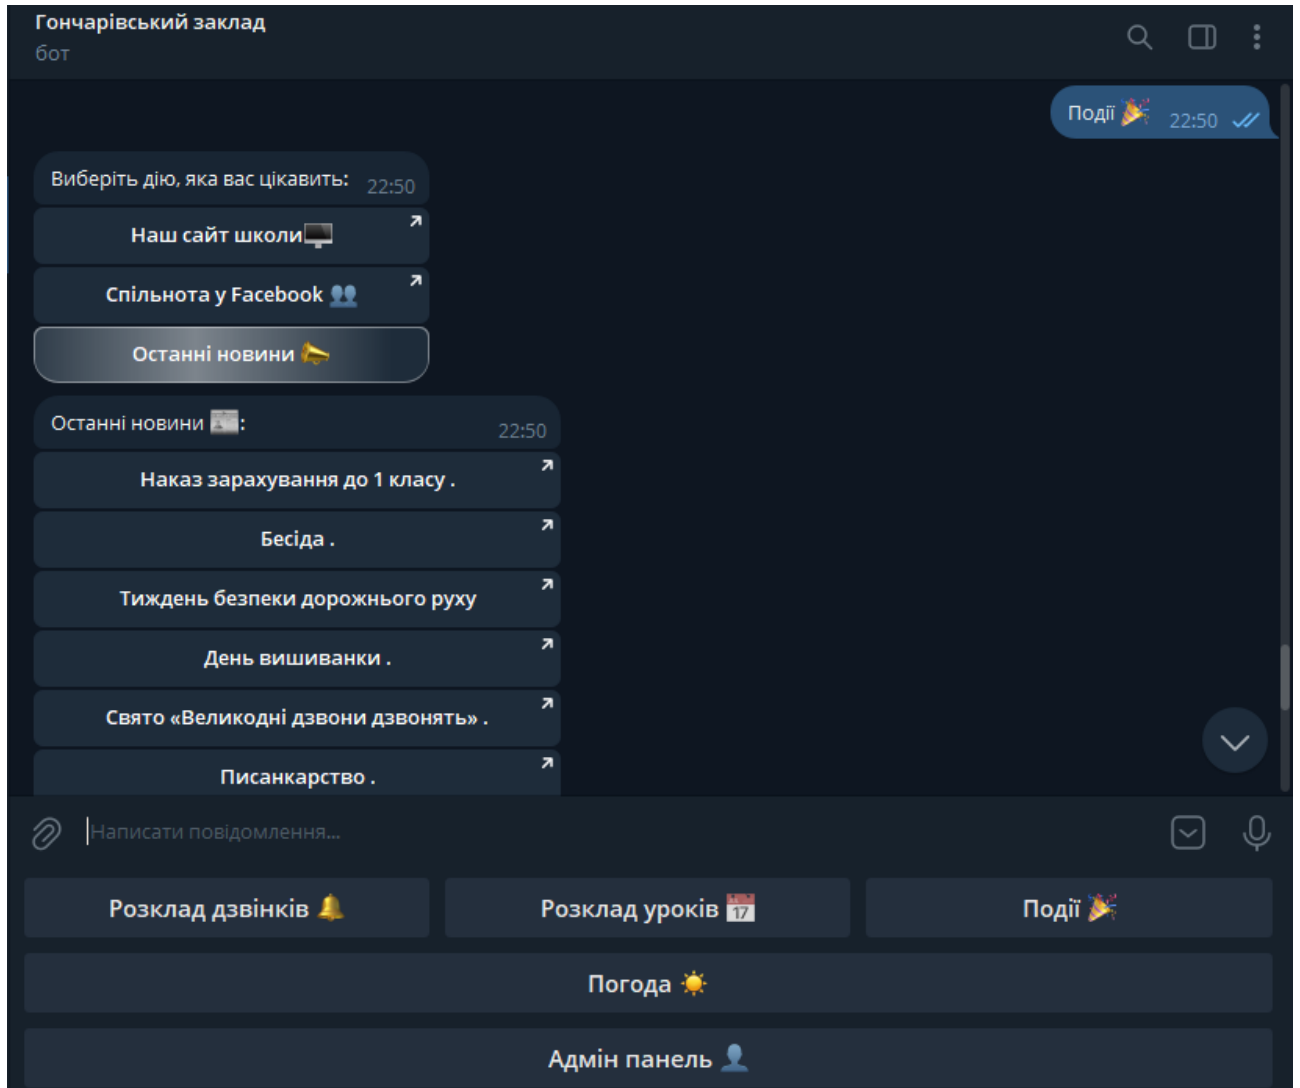 Гончарівський заклад
бот
Події 🎉 22:50
Виберіть дію, яка вас цікавить: 22:50
Наш сайт школи🖥️
Спільнота у Facebook 👥
Останні новини 📣
Останні новини 📰: 22:50
Наказ зарахування до 1 класу .
Бесіда .
Тиждень безпеки дорожнього руху
День вишиванки .
Свято «Великодні дзвони дзвонять» .
Писанкарство .
Написати повідомлення...
Розклад дзвінків 🔔
Розклад уроків 📅
Події 🎉
Погода ☀️
Адмін панель 👤